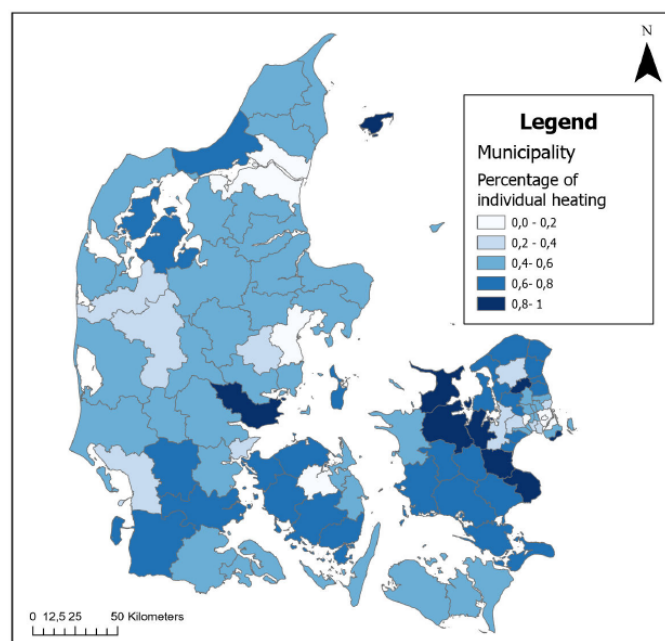 N
Legend
Municipality
Percentage of
individual heating
0,0 - 0,2
0,2 - 0,4
0,4- 0,6
0,6- 0,8
0,8- 1
0 12,5 25 50 Kilometers